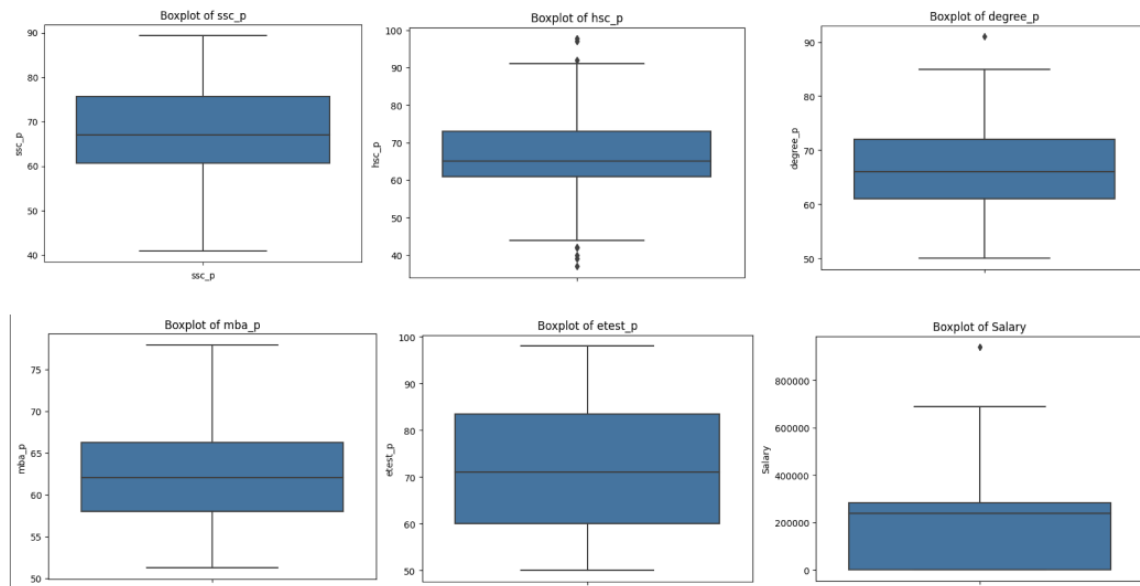 Boxplot of ssc_p
90
80
70
60
50
40
ssc_p
ssc_p
Boxplot of hsc_p
100
90
80
70
60
50
40
hsc_p
Boxplot of degree_p
90
80
70
60
50
degree_p
Boxplot of mba_p
75
70
65
60
55
50
mba_p
Boxplot of etest_p
100
90
80
70
60
50
etest_p
Boxplot of Salary
800000
600000
400000
200000
0
Salary